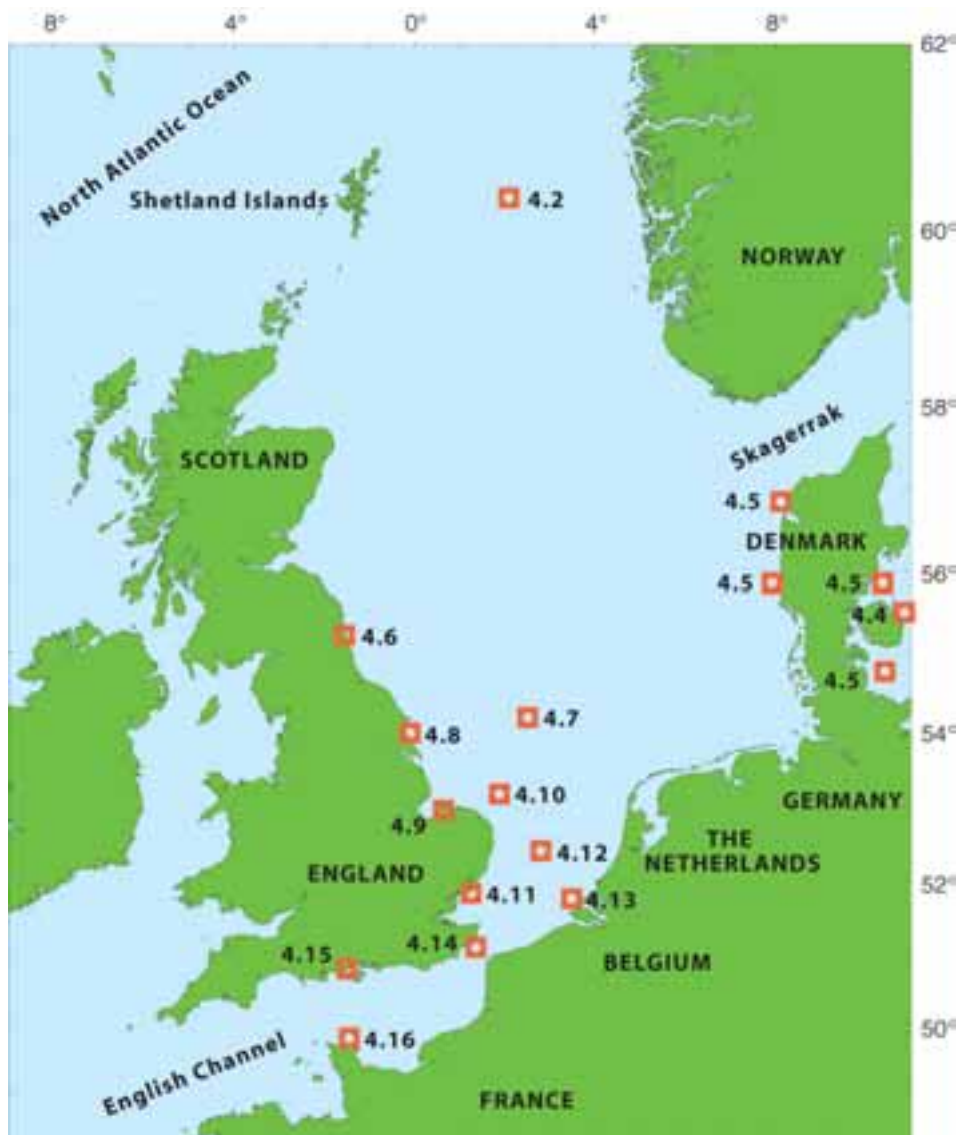 8° 4° 0° 4° 8°
62°
North Atlantic Ocean
Shetland Islands
4.2
60°
NORWAY
58°
Skagerrak
SCOTLAND
4.5
DENMARK
56°
4.5
4.5
4.4
4.6
4.5
4.7
4.8
54°
4.10
GERMANY
4.9
THE
NETHERLANDS
4.12
ENGLAND
52°
4.11
4.13
4.14
4.15
BELGIUM
50°
4.16
English Channel
FRANCE